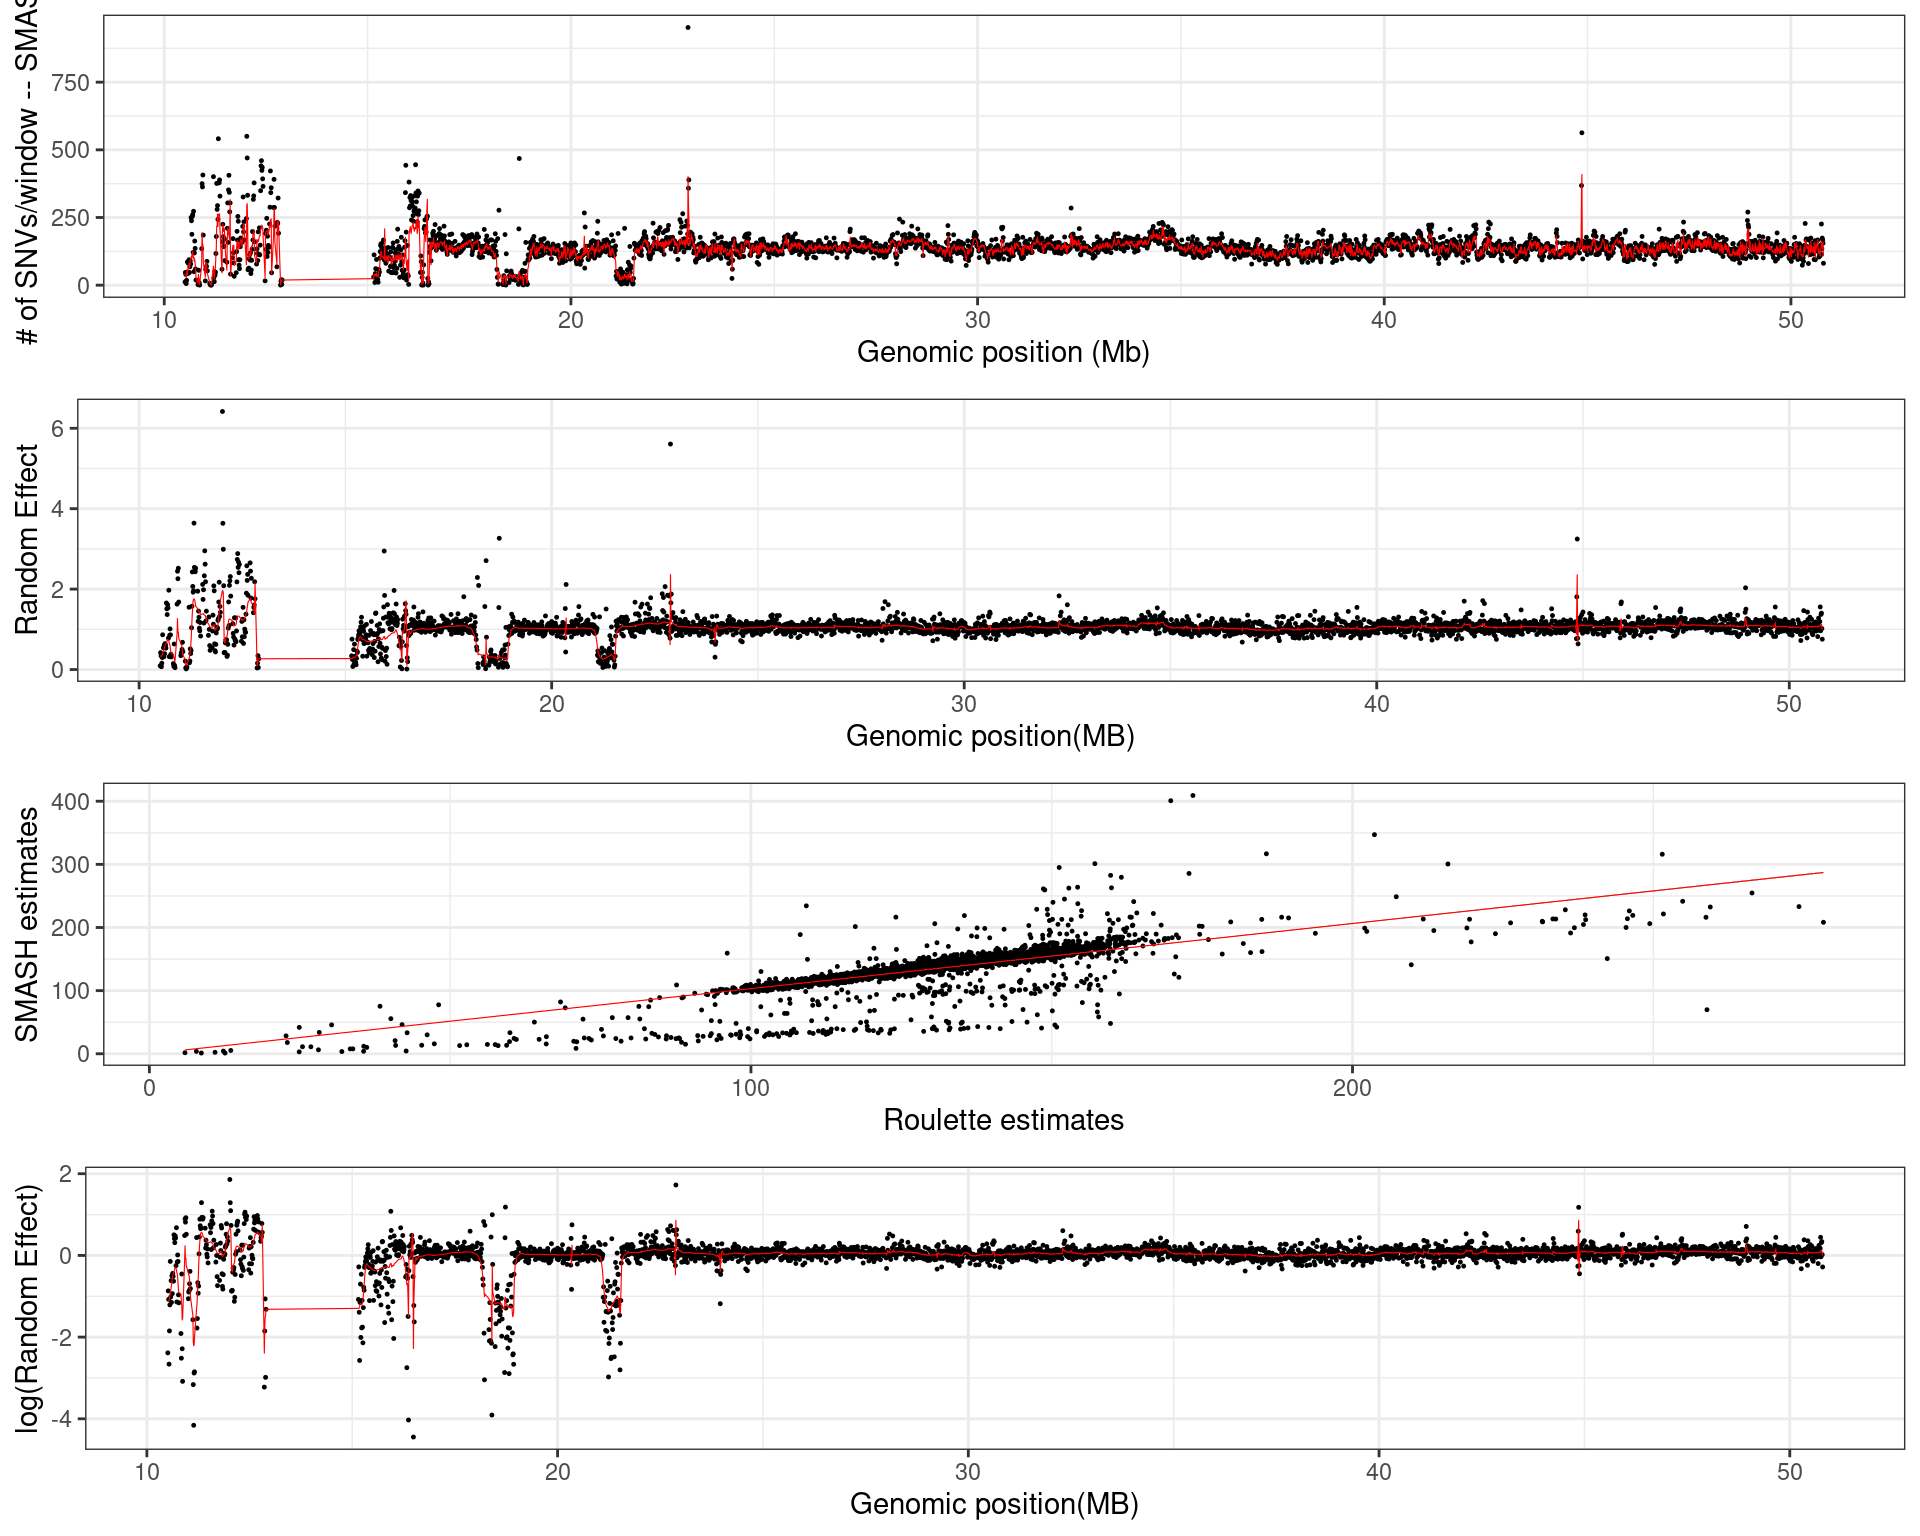 # of SNVs/window -- SMAS
750
500
250
0
10 20 30 40 50
Genomic position (Mb)
Random Effect
6
4
2
0
10 20 30 40 50
Genomic position(MB)
SMASH estimates
400
300
200
100
0
0 100 200
Roulette estimates
log(Random Effect)
2
0
-2
-4
10 20 30 40 50
Genomic position(MB)